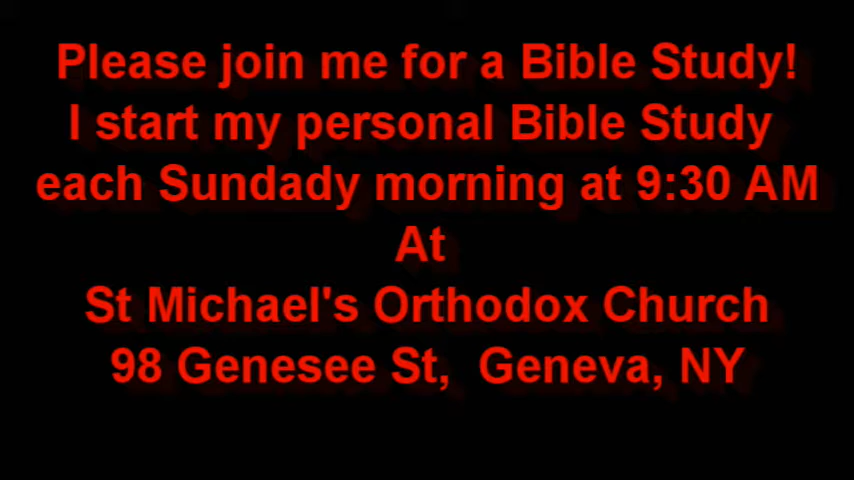 Please join me for a Bible Study!
I start my personal Bible Study
each Sundady morning at 9:30 AM
At
St Michael's Orthodox Church
98 Genesee St, Geneva, NY